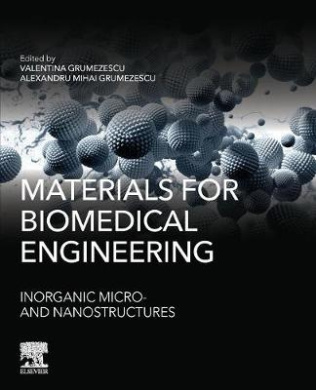 Edited by
VALENTINA GRUMEZESCU
ALEXANDRU MIHAI GRUMEZESCU
MATERIALS FOR
BIOMEDICAL
ENGINEERING
INORGANIC MICRO-
AND NANOSTRUCTURES
ELSEVIER